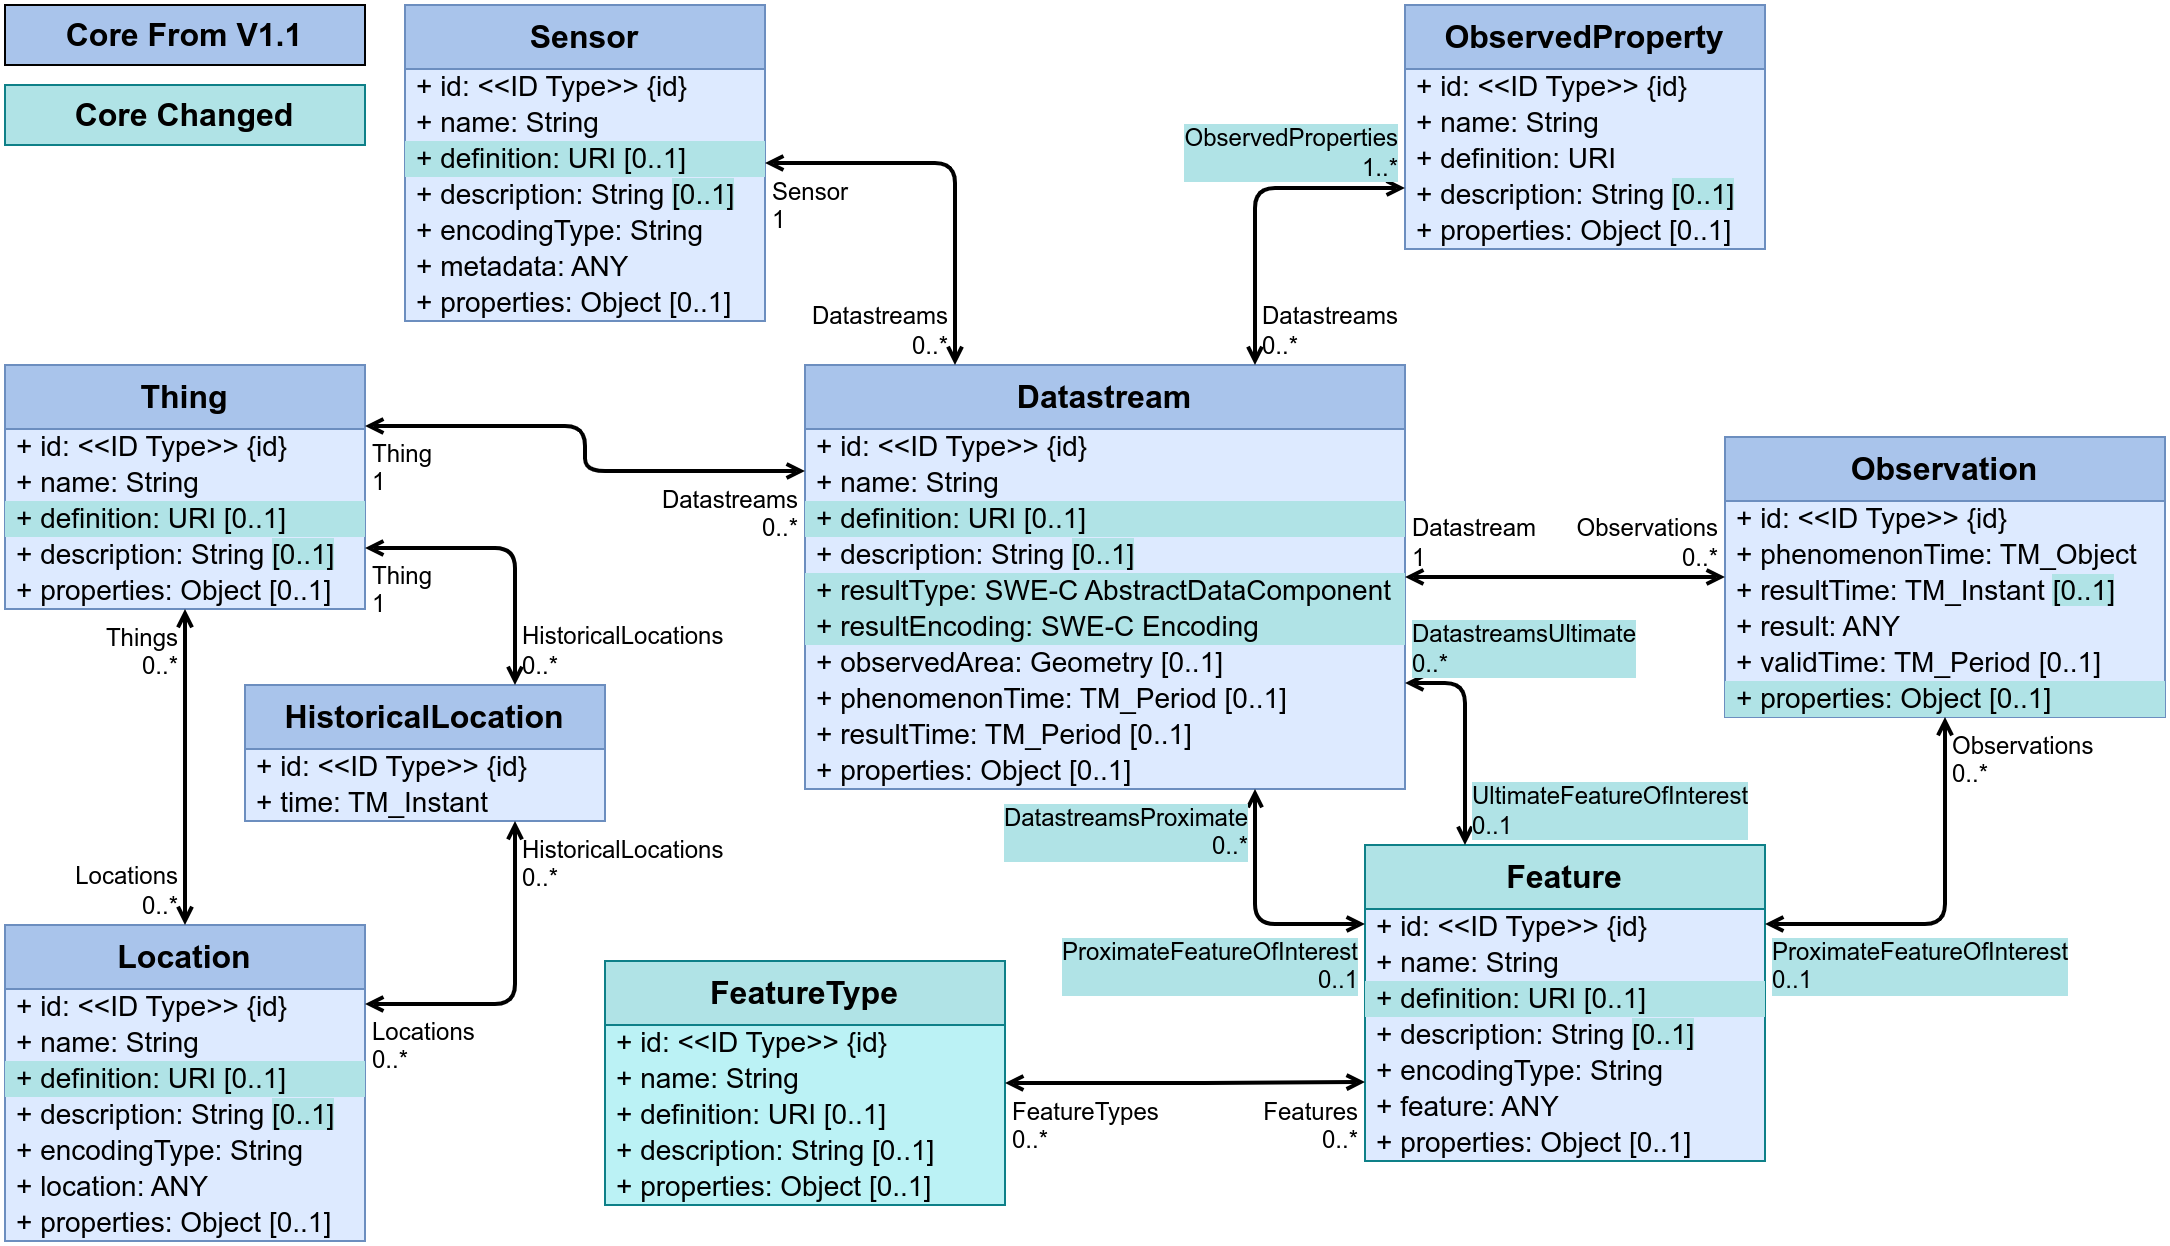 Core From V1.1
Core Changed
Sensor
+ id: <<ID Type>> {id}
+ name: String
+ definition: URI [0..1]
+ description: String [0..1]
+ encodingType: String
+ metadata: ANY
+ properties: Object [0..1]
Sensor
1
Datastreams
0..*
ObservedProperty
+ id: <<ID Type>> {id}
+ name: String
+ definition: URI
+ description: String [0..1]
+ properties: Object [0..1]
ObservedProperties
1..*
Datastreams
0..*
Thing
+ id: <<ID Type>> {id}
+ name: String
+ definition: URI [0..1]
+ description: String [0..1]
+ properties: Object [0..1]
Thing
1
Datastreams
0..*
Thing
1
HistoricalLocations
0..*
Things
0..*
Locations
0..*
Datastream
+ id: <<ID Type>> {id}
+ name: String
+ definition: URI [0..1]
+ description: String [0..1]
+ resultType: SWE-C AbstractDataComponent
+ resultEncoding: SWE-C Encoding
+ observedArea: Geometry [0..1]
+ phenomenonTime: TM_Period [0..1]
+ resultTime: TM_Period [0..1]
+ properties: Object [0..1]
Datastream
1
Observations
0..*
Observation
+ id: <<ID Type>> {id}
+ phenomenonTime: TM_Object
+ resultTime: TM_Instant [0..1]
+ result: ANY
+ validTime: TM_Period [0..1]
+ properties: Object [0..1]
DatastreamsUltimate
0..*
UltimateFeatureOfInterest
0..1
Observations
0..*
HistoricalLocation
+ id: <<ID Type>> {id}
+ time: TM_Instant
HistoricalLocations
0..*
Locations
0..*
DatastreamsProximate
0..*
ProximateFeatureOfInterest
0..1
ProximateFeatureOfInterest
0..1
Location
+ id: <<ID Type>> {id}
+ name: String
+ definition: URI [0..1]
+ description: String [0..1]
+ encodingType: String
+ location: ANY
+ properties: Object [0..1]
FeatureType
+ id: <<ID Type>> {id}
+ name: String
+ definition: URI [0..1]
+ description: String [0..1]
+ properties: Object [0..1]
FeatureTypes
0..*
Features
0..*
Feature
+ id: <<ID Type>> {id}
+ name: String
+ definition: URI [0..1]
+ description: String [0..1]
+ encodingType: String
+ feature: ANY
+ properties: Object [0..1]